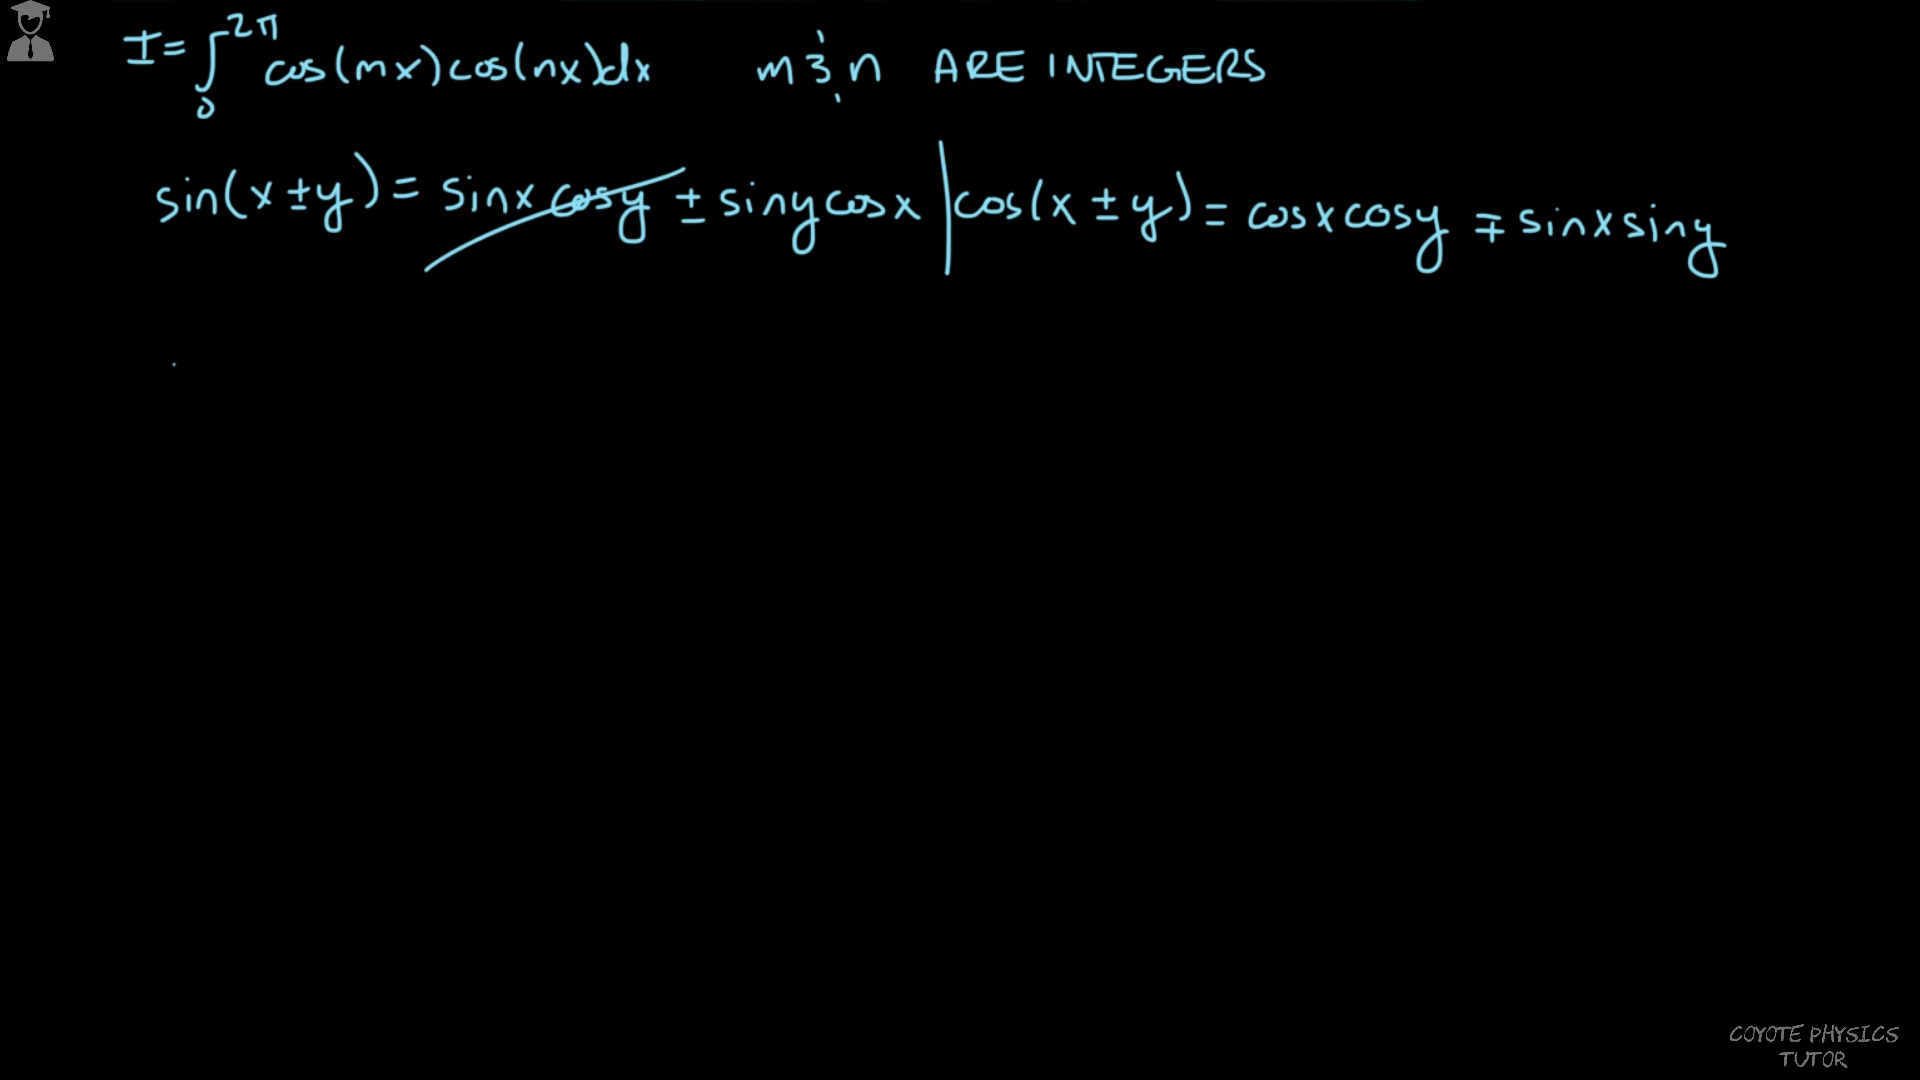 I = ∫₀^2π cos(mx)cos(nx)dx m & n ARE INTEGERS
sin(x ± y) = sinx cosy ± siny cosx | cos(x ± y) = cosx cosy ∓ sinx siny
COYOTE PHYSICS
TUTOR